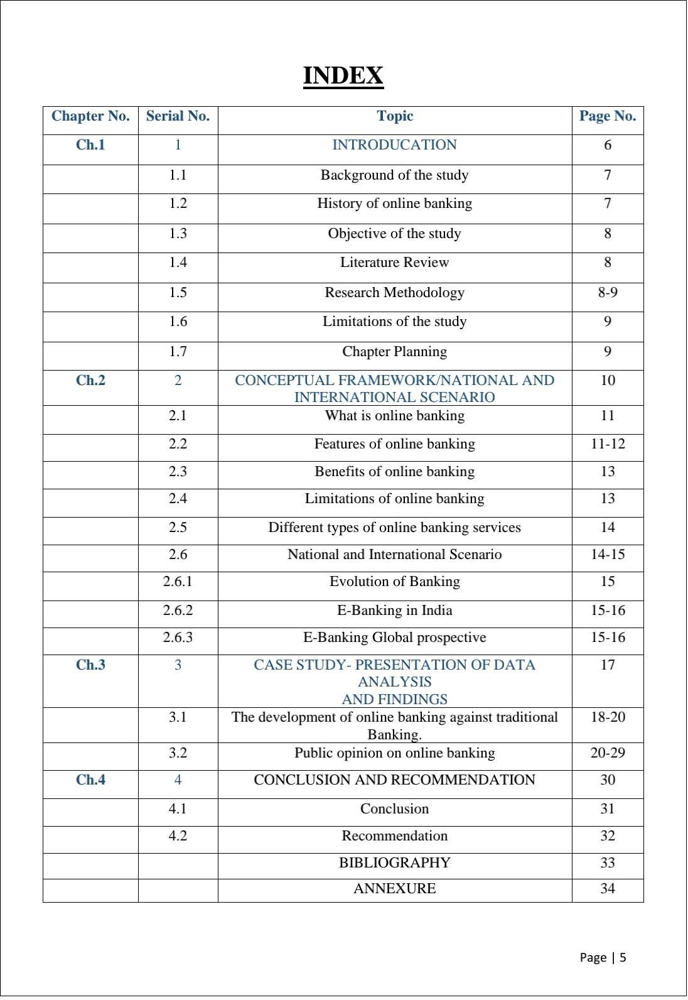 INDEX
Chapter No. Serial No. Topic Page No.
Ch.1 1 INTRODUCATION 6
1.1 Background of the study 7
1.2 History of online banking 7
1.3 Objective of the study 8
1.4 Literature Review 8
1.5 Research Methodology 8-9
1.6 Limitations of the study 9
1.7 Chapter Planning 9
Ch.2 2 CONCEPTUAL FRAMEWORK/NATIONAL AND 10
INTERNATIONAL SCENARIO
2.1 What is online banking 11
2.2 Features of online banking 11-12
2.3 Benefits of online banking 13
2.4 Limitations of online banking 13
2.5 Different types of online banking services 14
2.6 National and International Scenario 14-15
2.6.1 Evolution of Banking 15
2.6.2 E-Banking in India 15-16
2.6.3 E-Banking Global prospective 15-16
Ch.3 3 CASE STUDY- PRESENTATION OF DATA 17
ANALYSIS
AND FINDINGS
3.1 The development of online banking against traditional 18-20
Banking.
3.2 Public opinion on online banking 20-29
Ch.4 4 CONCLUSION AND RECOMMENDATION 30
4.1 Conclusion 31
4.2 Recommendation 32
BIBLIOGRAPHY 33
ANNEXURE 34
Page | 5